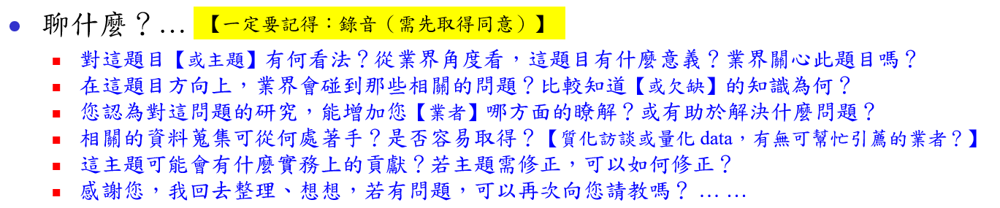 • 聊什麼？… 【一定要記得：錄音（需先取得同意）】
▪ 對這題目【或主題】有何看法？從業界角度看，這題目有什麼意義？業界關心此題目嗎？
▪ 在這題目方向上，業界會碰到那些相關的問題？比較知道【或欠缺】的知識為何？
▪ 您認為對這問題的研究，能增加您【業者】哪方面的瞭解？或有助於解決什麼問題？
▪ 相關的資料蒐集可從何處著手？是否容易取得？【質化訪談或量化 data，有無可幫忙引薦的業者？】
▪ 這主題可能會有什麼實務上的貢獻？若主題需修正，可以如何修正？
▪ 感謝您，我回去整理、想想，若有問題，可以再次向您請教嗎？ … …